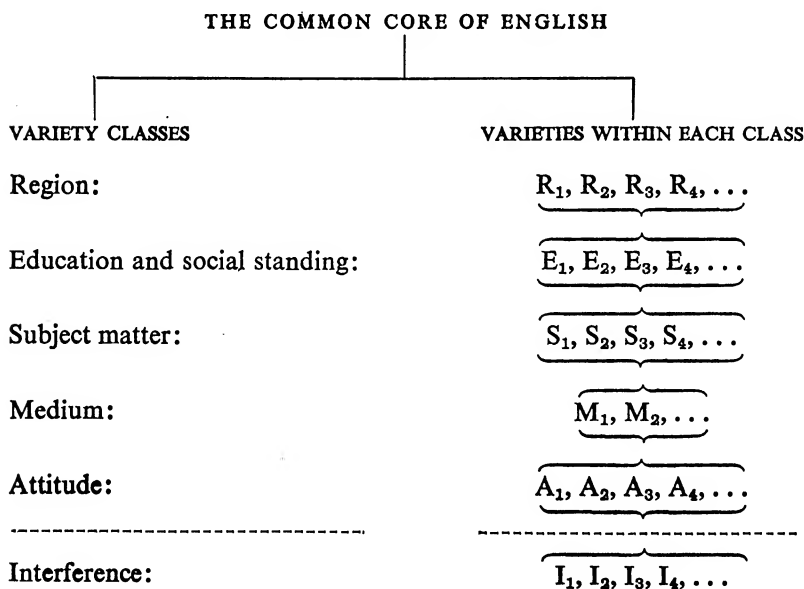 THE COMMON CORE OF ENGLISH
VARIETY CLASSES VARIETIES WITHIN EACH CLASS
Region: R₁, R₂, R₃, R₄, ...
Education and social standing: E₁, E₂, E₃, E₄, ...
Subject matter: S₁, S₂, S₃, S₄, ...
Medium: M₁, M₂, ...
Attitude: A₁, A₂, A₃, A₄, ...
Interference: I₁, I₂, I₃, I₄, ...